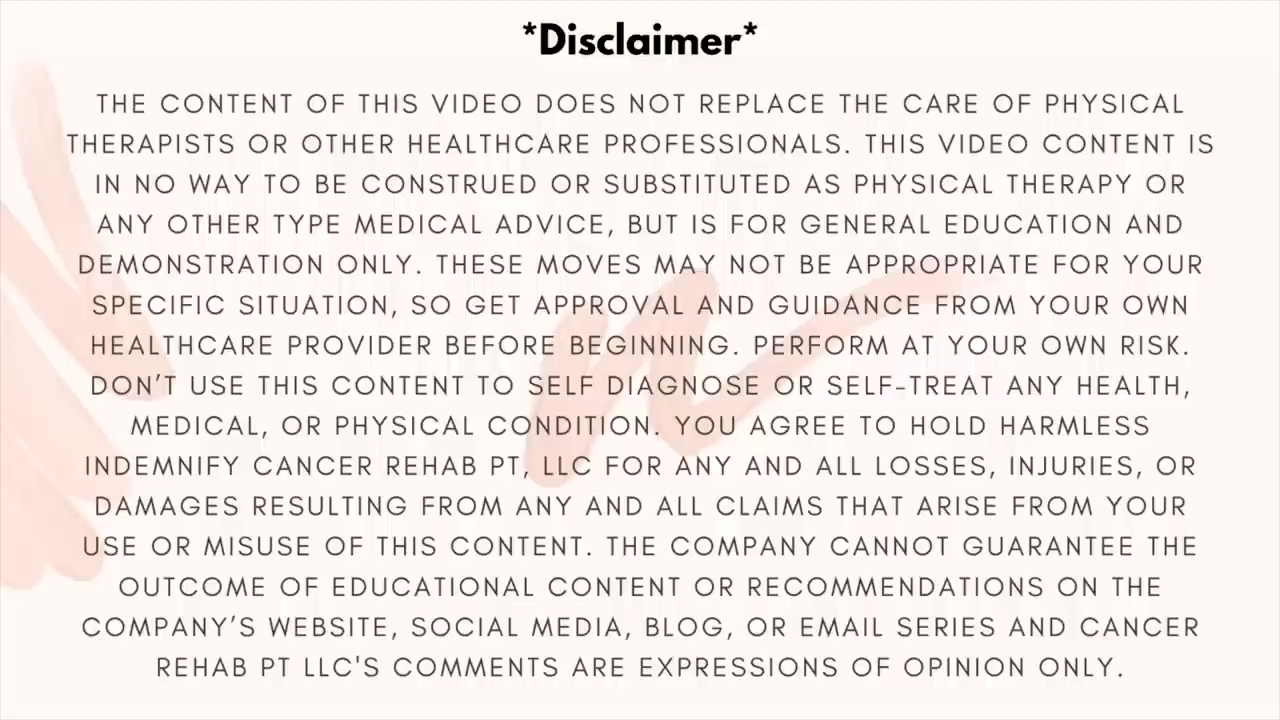 *Disclaimer*
THE CONTENT OF THIS VIDEO DOES NOT REPLACE THE CARE OF PHYSICAL
THERAPISTS OR OTHER HEALTHCARE PROFESSIONALS. THIS VIDEO CONTENT IS
IN NO WAY TO BE CONSTRUED OR SUBSTITUTED AS PHYSICAL THERAPY OR
ANY OTHER TYPE MEDICAL ADVICE, BUT IS FOR GENERAL EDUCATION AND
DEMONSTRATION ONLY. THESE MOVES MAY NOT BE APPROPRIATE FOR YOUR
SPECIFIC SITUATION, SO GET APPROVAL AND GUIDANCE FROM YOUR OWN
HEALTHCARE PROVIDER BEFORE BEGINNING. PERFORM AT YOUR OWN RISK.
DON’T USE THIS CONTENT TO SELF DIAGNOSE OR SELF-TREAT ANY HEALTH,
MEDICAL, OR PHYSICAL CONDITION. YOU AGREE TO HOLD HARMLESS
INDEMNIFY CANCER REHAB PT, LLC FOR ANY AND ALL LOSSES, INJURIES, OR
DAMAGES RESULTING FROM ANY AND ALL CLAIMS THAT ARISE FROM YOUR
USE OR MISUSE OF THIS CONTENT. THE COMPANY CANNOT GUARANTEE THE
OUTCOME OF EDUCATIONAL CONTENT OR RECOMMENDATIONS ON THE
COMPANY’S WEBSITE, SOCIAL MEDIA, BLOG, OR EMAIL SERIES AND CANCER
REHAB PT LLC'S COMMENTS ARE EXPRESSIONS OF OPINION ONLY.